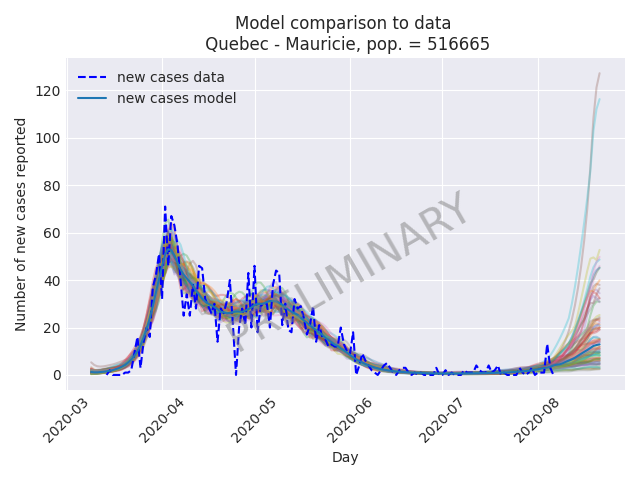 Model comparison to data
Quebec - Mauricie, pop. = 516665
new cases data
new cases model
Number of new cases reported
120
100
80
60
40
20
0
PRELIMINARY
2020-03
2020-04
2020-05
2020-06
2020-07
2020-08
Day